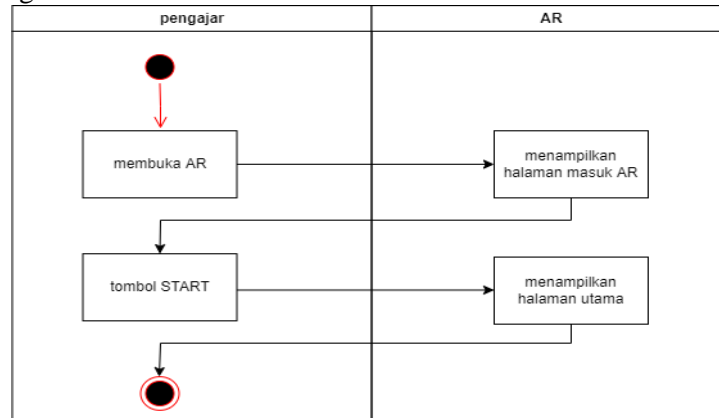 pengajar
AR
membuka AR
menampilkan
halaman masuk AR
tombol START
menampilkan
halaman utama